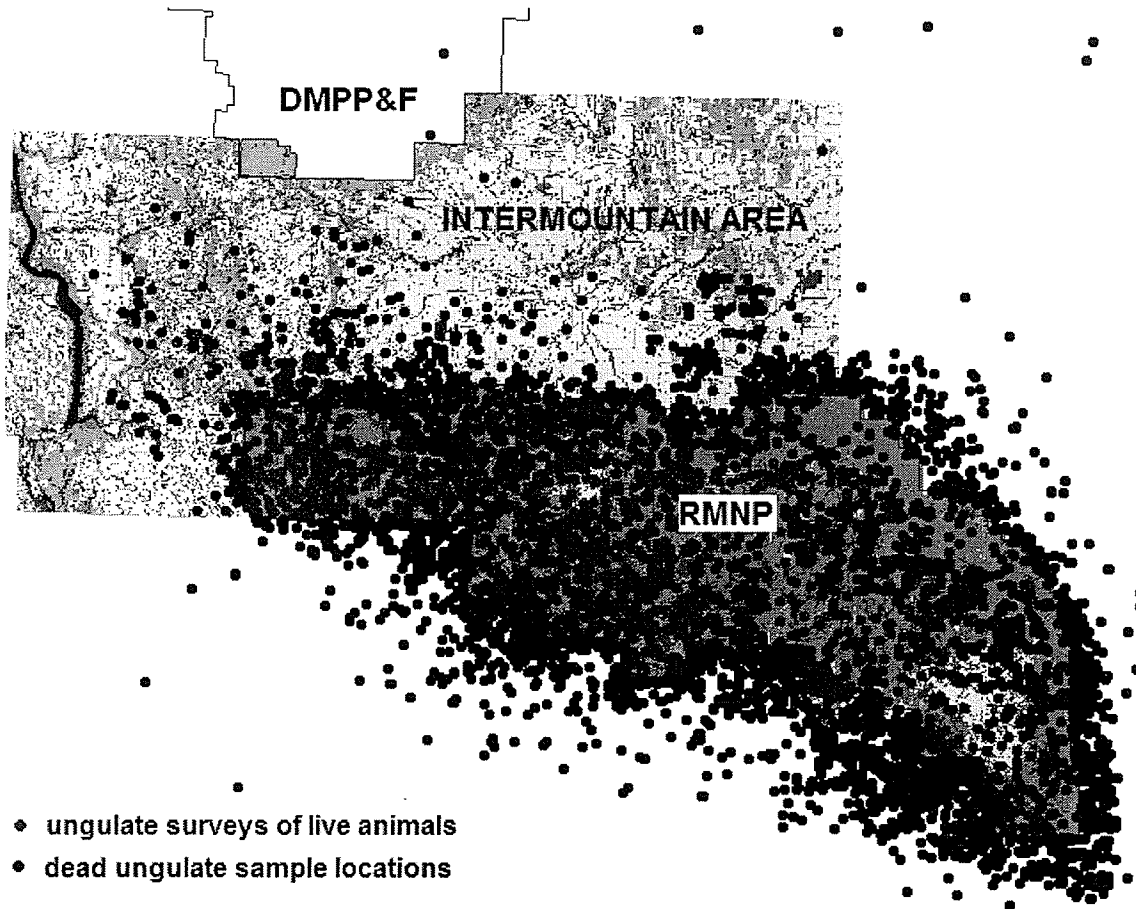 DMPP&F
INTERMOUNTAIN AREA
RMNP
ungulate surveys of live animals
dead ungulate sample locations